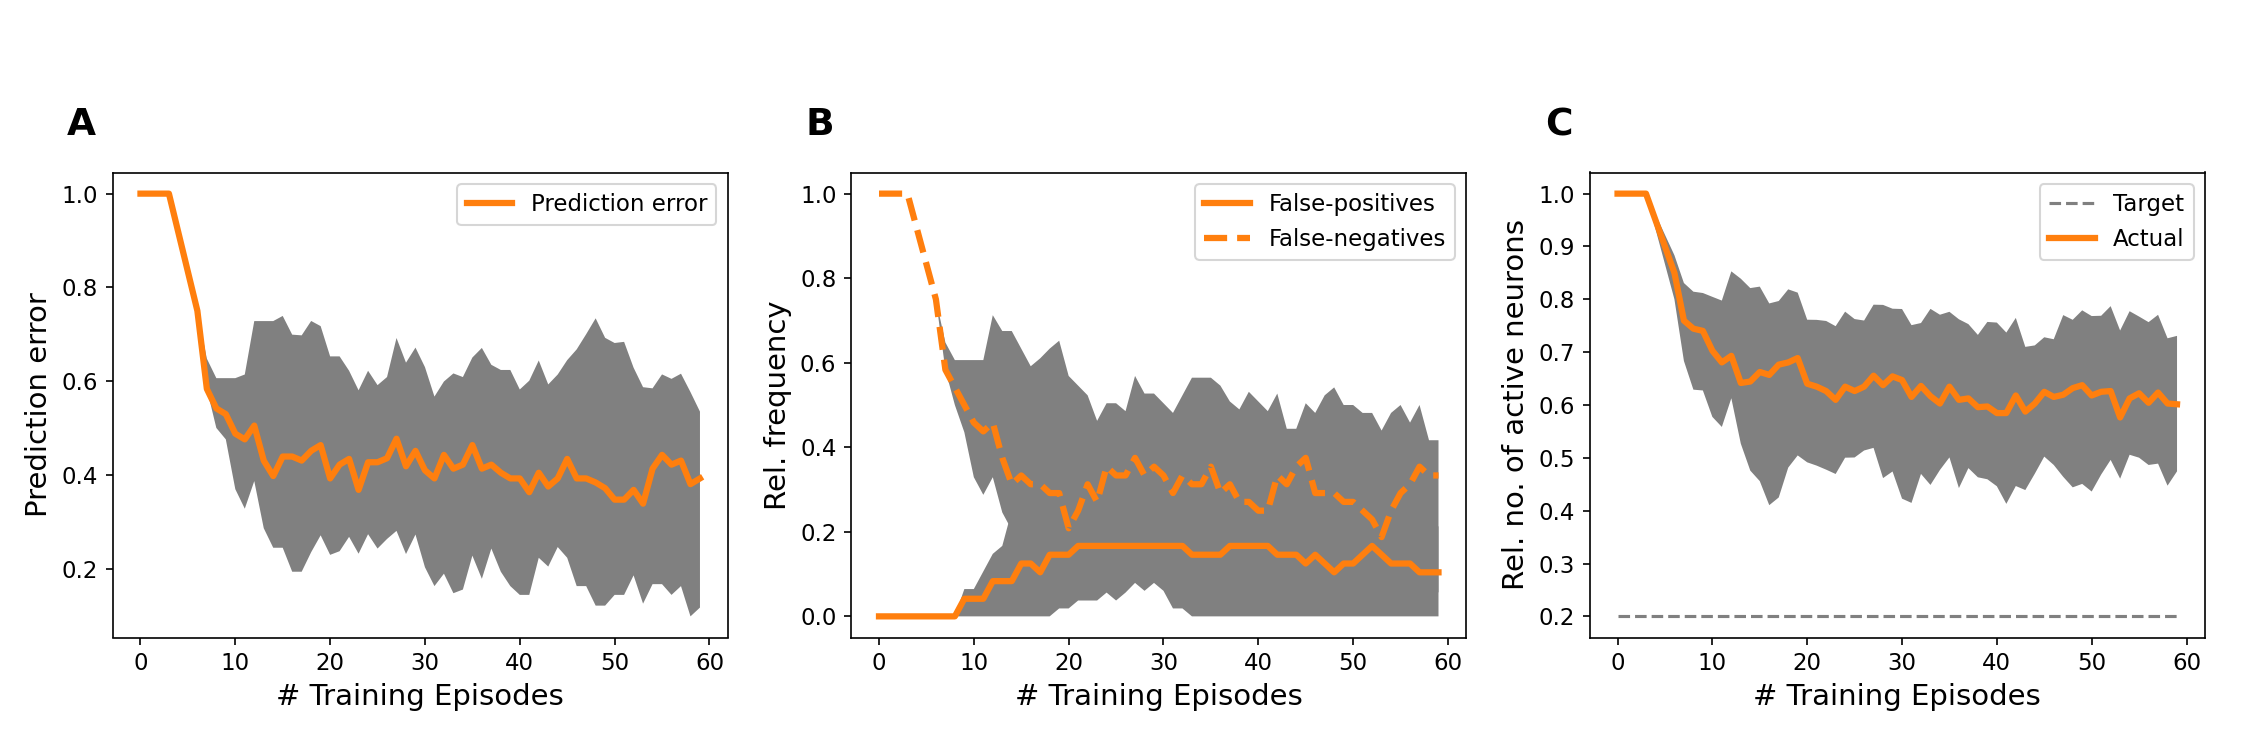 A
B
C
Prediction error
1.0
0.8
0.6
0.4
0.2
0
10
20
30
40
50
60
# Training Episodes
Prediction error
Rel. frequency
1.0
0.8
0.6
0.4
0.2
0.0
0
10
20
30
40
50
60
# Training Episodes
False-positives
False-negatives
Rel. no. of active neurons
1.0
0.9
0.8
0.7
0.6
0.5
0.4
0.3
0.2
0
10
20
30
40
50
60
# Training Episodes
Target
Actual